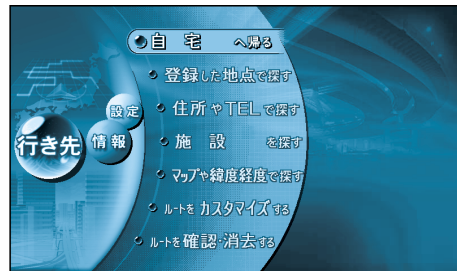 自宅へ帰る
登録した地点で探す
設定
住所やTELで探す
行き先
情報
施設を探す
マップや緯度経度で探す
ルートをカスタマイズする
ルートを確認・消去する